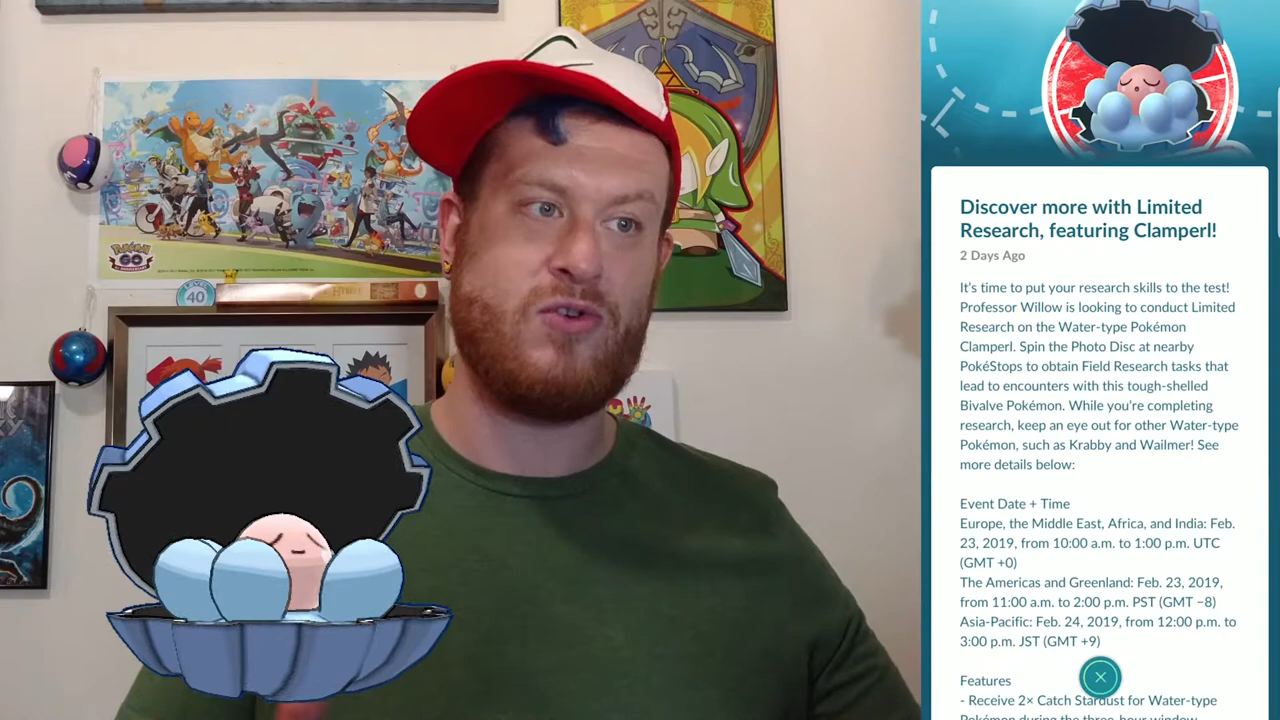 Pokémon
GO
LEVEL
40
Discover more with Limited
Research, featuring Clamperl!
2 Days Ago
It's time to put your research skills to the test!
Professor Willow is looking to conduct Limited
Research on the Water-type Pokémon
Clamperl. Spin the Photo Disc at nearby
PokéStops to obtain Field Research tasks that
lead to encounters with this tough-shelled
Bivalve Pokémon. While you're completing
research, keep an eye out for other Water-type
Pokémon, such as Krabby and Wailmer! See
more details below:
Event Date + Time
Europe, the Middle East, Africa, and India: Feb.
23, 2019, from 10:00 a.m. to 1:00 p.m. UTC
(GMT +0)
The Americas and Greenland: Feb. 23, 2019,
from 11:00 a.m. to 2:00 p.m. PST (GMT −8)
Asia-Pacific: Feb. 24, 2019, from 12:00 p.m. to
3:00 p.m. JST (GMT +9)
Features
- Receive 2× Catch Stardust for Water-type
Pokémon during the three-hour window